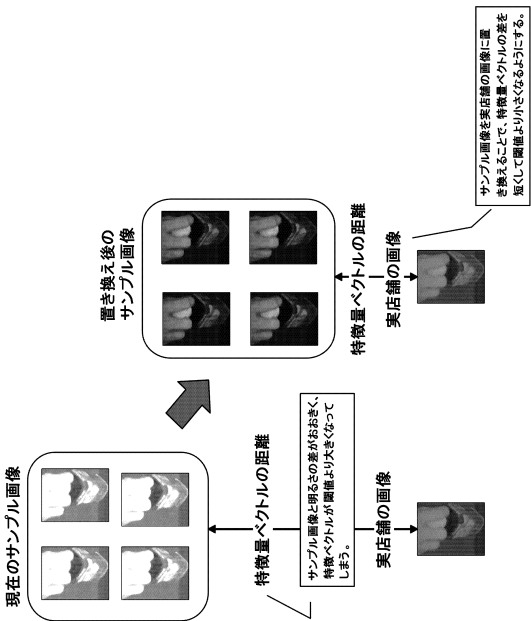 現在のサンプル画像
特徴量ベクトルの距離
サンプル画像と明るさの差がおおきく、
特徴ベクトルが閾値より大きくなって
しまう。
実店舗の画像
置き換え後の
サンプル画像
特徴量ベクトルの距離
実店舗の画像
サンプル画像を実店舗の画像に置
き換えることで、特徴量ベクトルの差を
短くして閾値より小さくなるようにする。